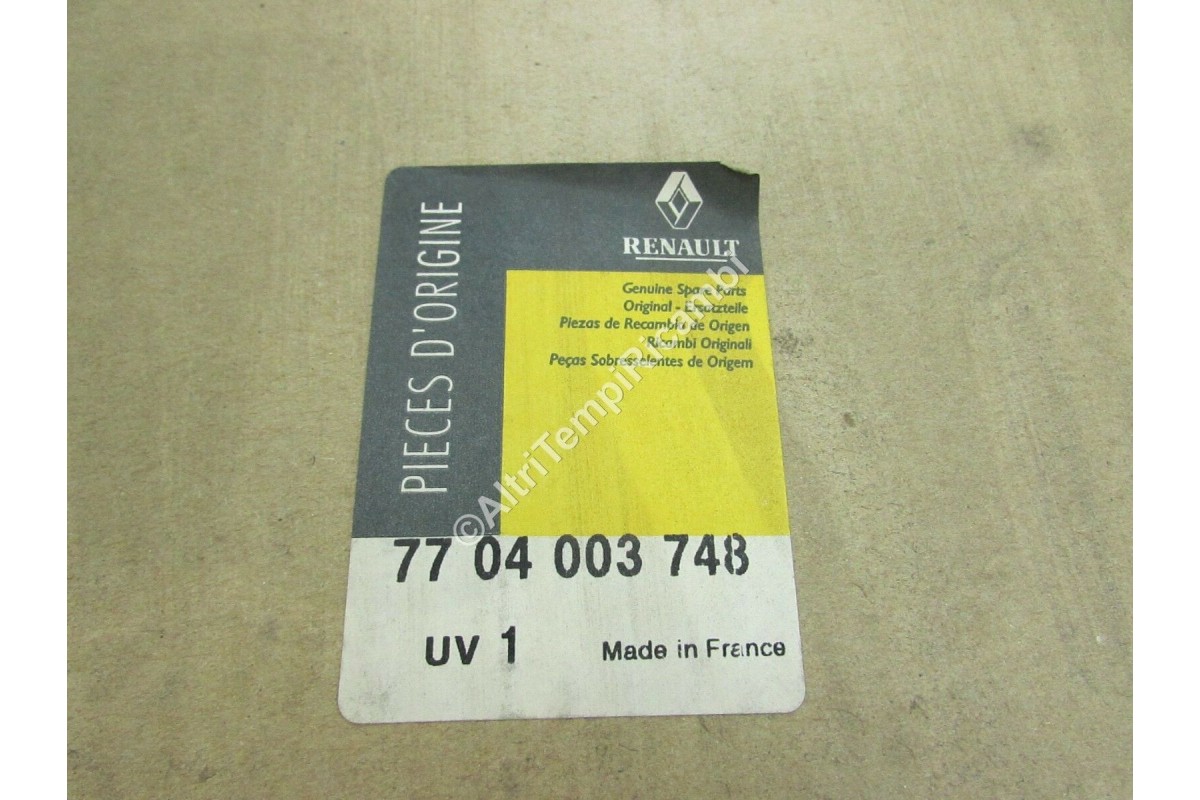 PIECES D'ORIGINE
RENAULT
Genuine Spare Parts
Original - Ersatzteile
Piezas de Recambio de Origen
Ricambi Originali
Peças Sobresselentes de Origem
©AltriTempiRicambi
77 04 003 748
UV 1
Made in France